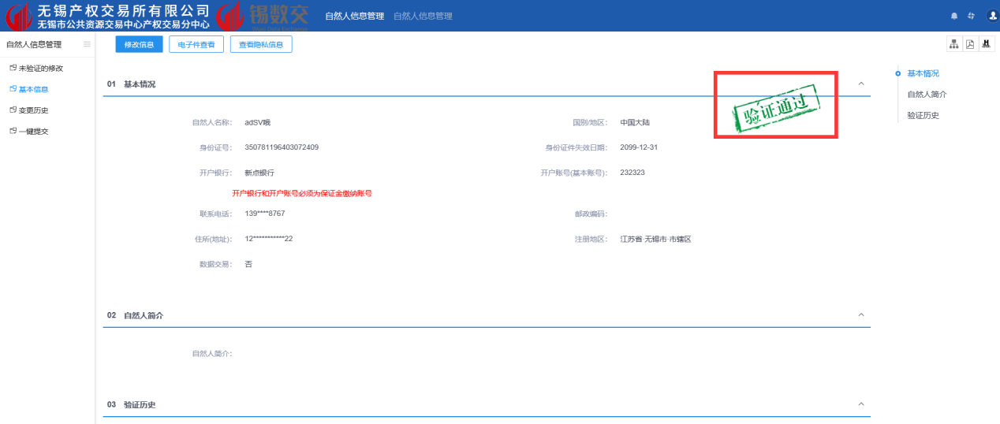 无锡产权交易所有限公司
无锡市公共资源交易中心产权交易分中心
锡数交
Wuxi Data Exchange
自然人信息管理 自然人信息管理
自然人信息管理
未验证的修改
基本信息
变更历史
一键提交
修改信息 电子件查看 查看隐私信息
01 基本情况
验证通过
自然人名称: adSV哦 国别/地区: 中国大陆
身份证号: 350781196403072409 身份证件失效日期: 2099-12-31
开户银行: 新点银行 开户账号(基本账号): 232323
开户银行和开户账号必须为保证金缴纳账号
联系电话: 139****8767 邮政编码:
住所(地址): 12***********22 注册地区: 江苏省·无锡市·市辖区
数据交易: 否
02 自然人简介
自然人简介:
03 验证历史
基本情况
自然人简介
验证历史